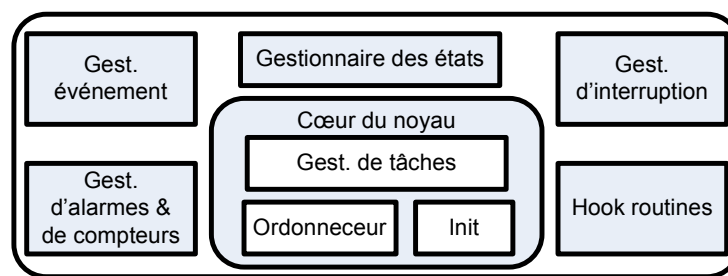 Gest.
événement
Gestionnaire des états
Gest.
d'interruption
Cœur du noyau
Gest. de tâches
Gest.
d'alarmes &
de compteurs
Ordonneceur
Init
Hook routines